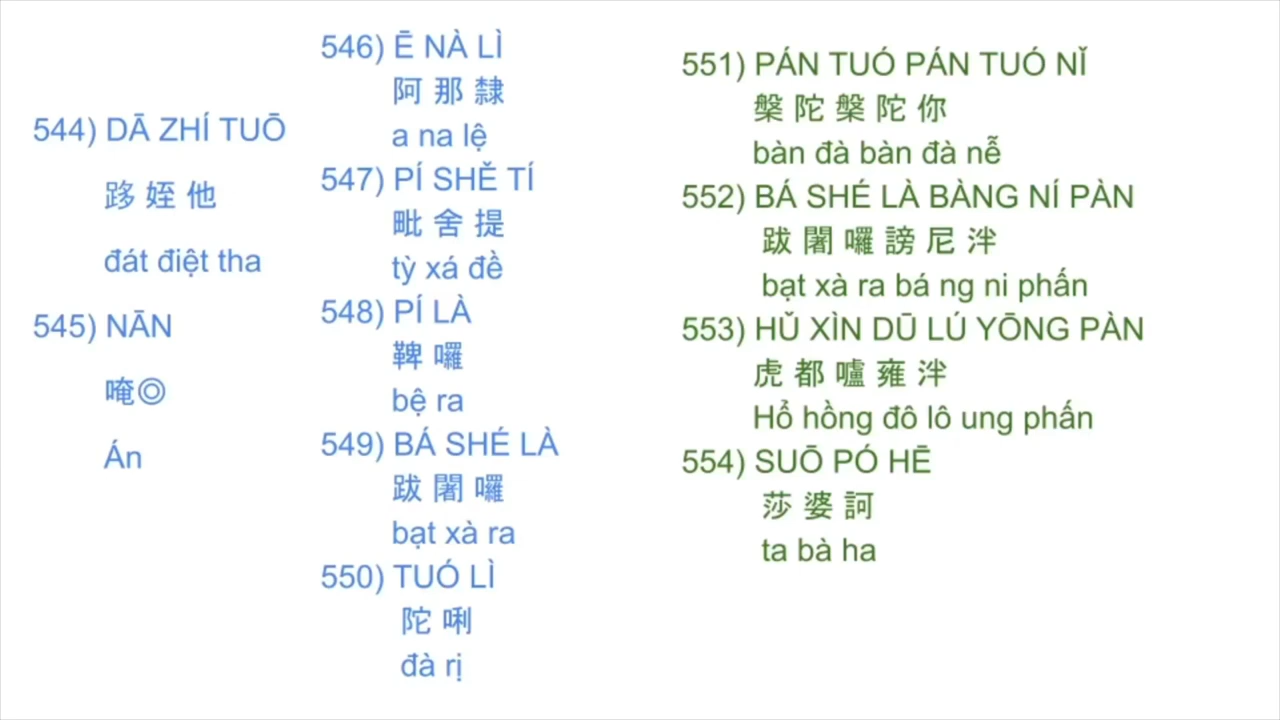 544) DĀ ZHÍ TUŌ
跢 姪 他
đát điệt tha
545) NĀN
唵◎
Án
546) Ē NÀ LÌ
阿 那 隸
a na lệ
547) PÍ SHĚ TÍ
毗 舍 提
tỳ xá đề
548) PÍ LÀ
鞞 囉
bệ ra
549) BÁ SHÉ LÀ
跋 闍 囉
bạt xà ra
550) TUÓ LÌ
陀 唎
đà rị
551) PÁN TUÓ PÁN TUÓ NǏ
槃 陀 槃 陀 你
bàn đà bàn đà nễ
552) BÁ SHÉ LÀ BÀNG NÍ PÀN
跋 闍 囉 謗 尼 泮
bạt xà ra bá ng ni phấn
553) HǓ XÌN DŪ LÚ YŌNG PÀN
虎 都 嚧 雍 泮
Hổ hồng đô lô ung phấn
554) SUŌ PÓ HĒ
莎 婆 訶
ta bà ha